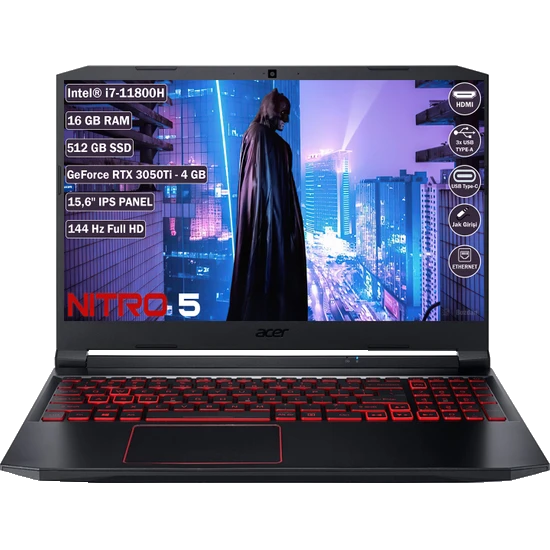 Intel® i7-11800H
16 GB RAM
512 GB SSD
GeForce RTX 3050Ti - 4 GB
15,6" IPS PANEL
144 Hz Full HD
NITRO 5
HDMI
3x USB
TYPE-A
USB Type-C
Jak Girişi
ETHERNET
acer